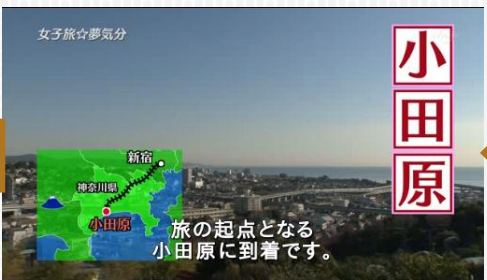 女子旅☆夢気分
小田原
新宿
神奈川県
小田原
旅の起点となる
小田原に到着です。